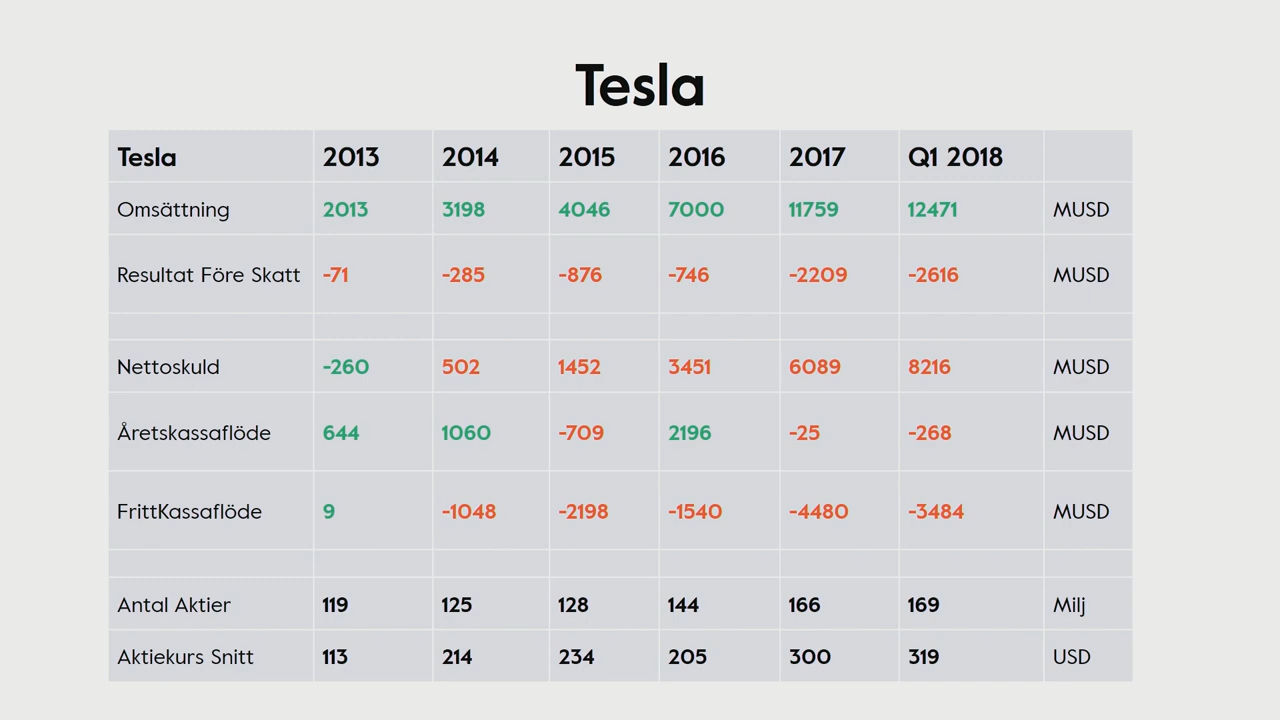 Tesla
Tesla 2013 2014 2015 2016 2017 Q1 2018
Omsättning 2013 3198 4046 7000 11759 12471 MUSD
Resultat Före Skatt -71 -285 -876 -746 -2209 -2616 MUSD
Nettoskuld -260 502 1452 3451 6089 8216 MUSD
Åretskassaflöde 644 1060 -709 2196 -25 -268 MUSD
FrittKassaflöde 9 -1048 -2198 -1540 -4480 -3484 MUSD
Antal Aktier 119 125 128 144 166 169 Milj
Aktiekurs Snitt 113 214 234 205 300 319 USD